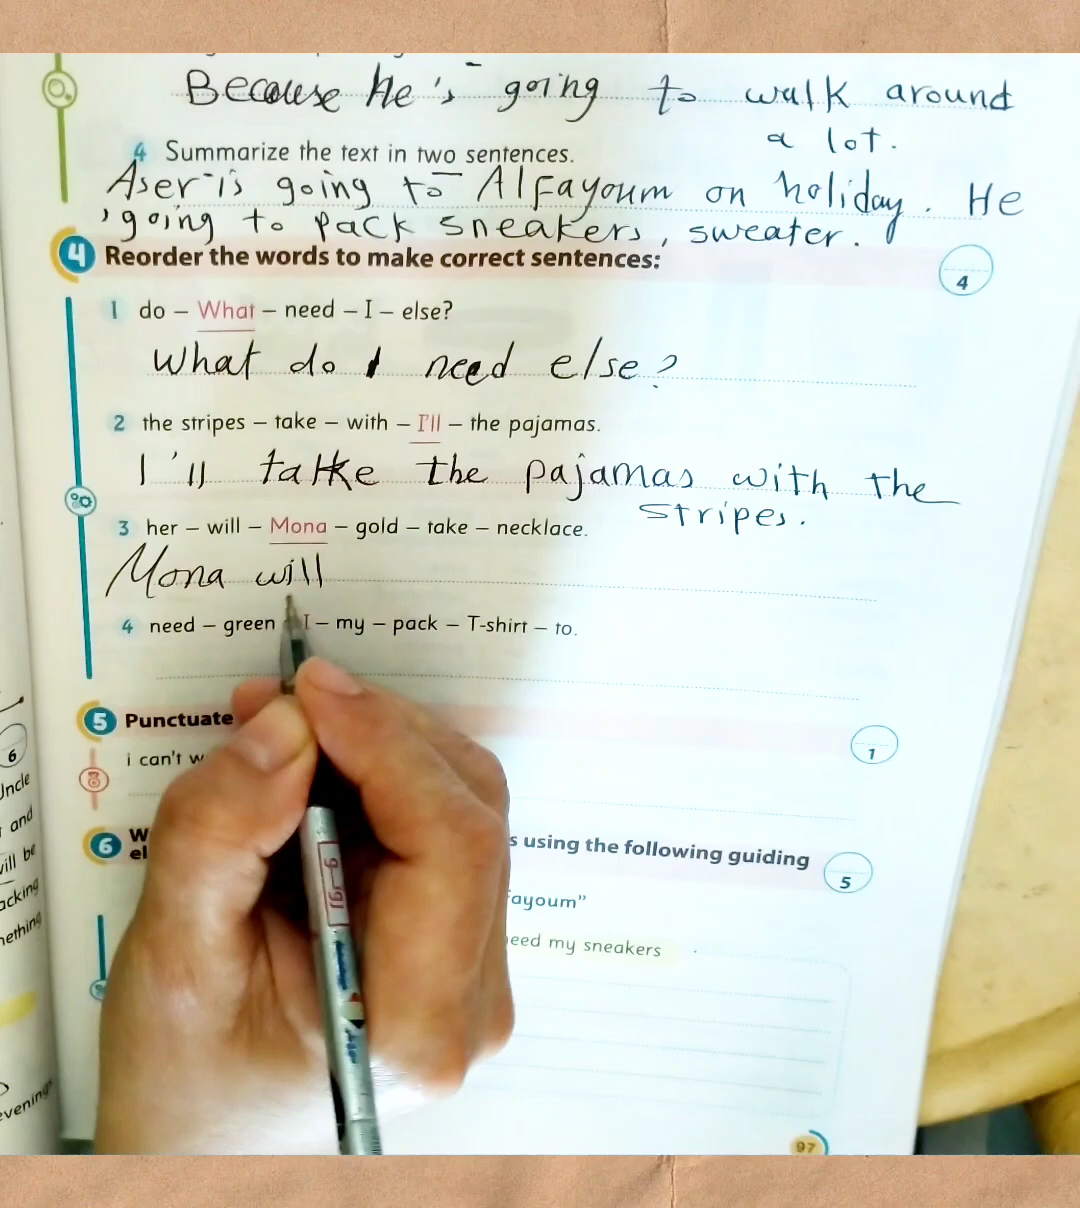 Because He's going to walk around
a lot.
4 Summarize the text in two sentences.
Aser is going to Alfayoum on holiday. He
's going to pack sneakers, sweater.
4 Reorder the words to make correct sentences:
4
1 do – What – need – I – else?
What do I need else?
2 the stripes – take – with – I'll – the pajamas.
I'll take the pajamas with the
stripes.
3 her – will – Mona – gold – take – necklace.
Mona will
4 need – green – I – my – pack – T-shirt – to.
5 Punctuate
1
i can't w
6 W
el
s using the following guiding
5
ayoum"
eed my sneakers
6
Uncle
and
will be
acking
nething
evening
97